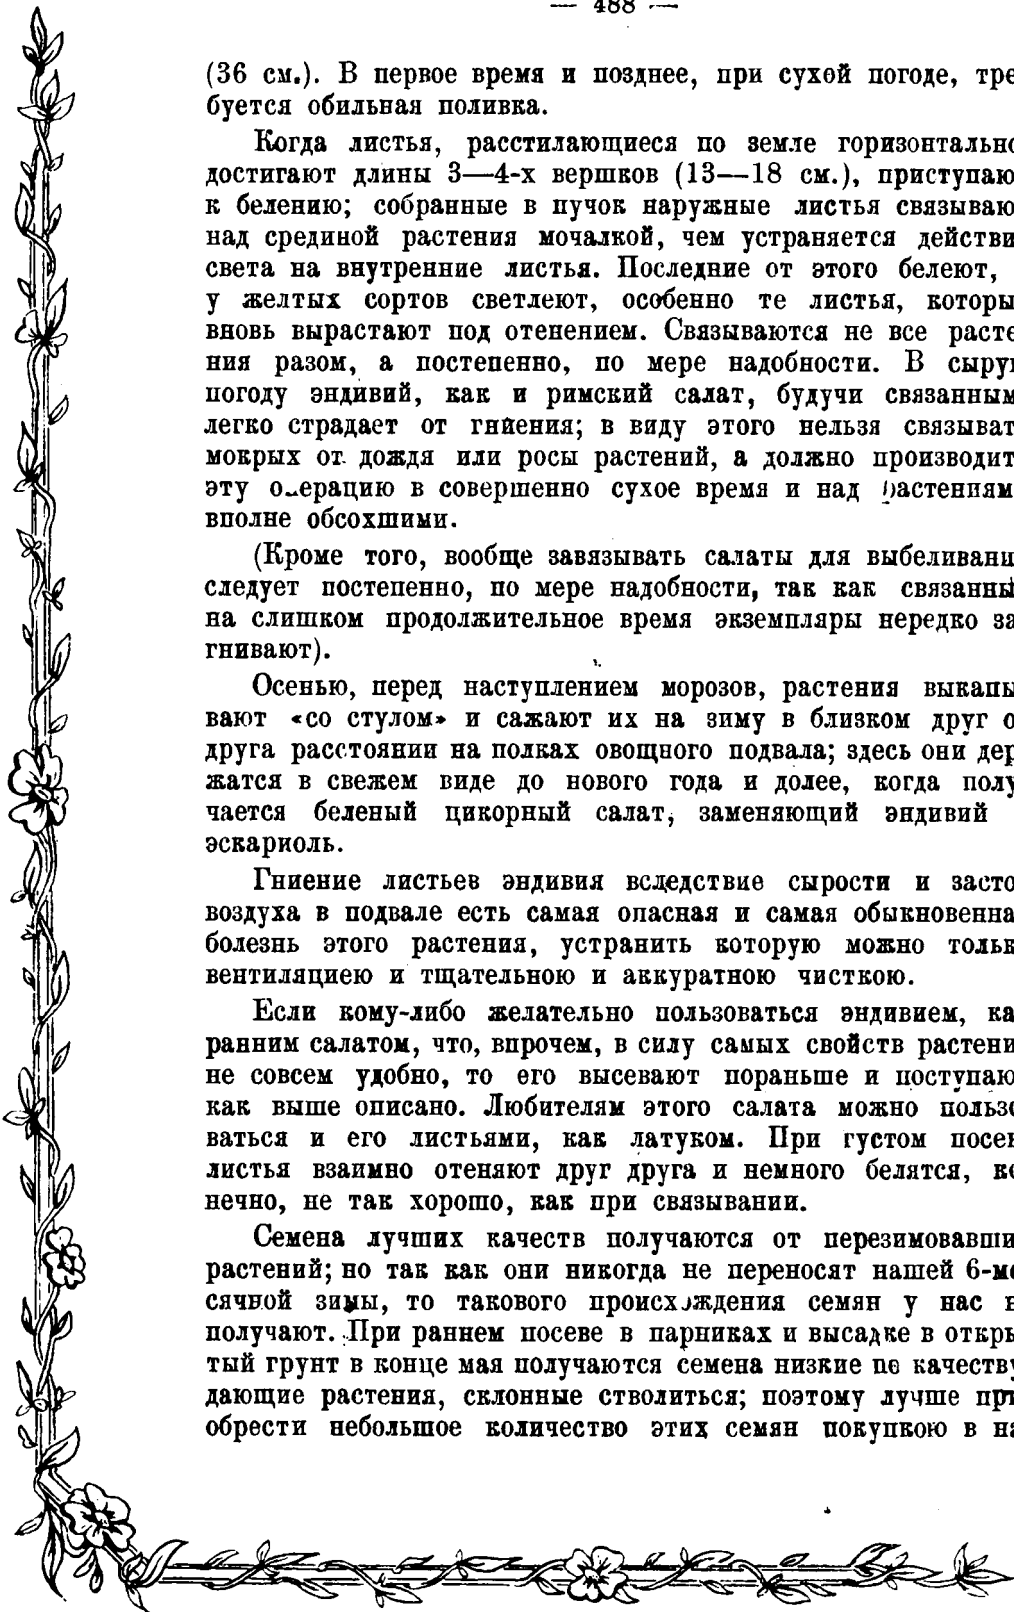 — 488 —
(36 см.). В первое время и позднее, при сухой погоде, тре
буется обильная поливка.
Когда листья, расстилающиеся по земле горизонтально
достигают длины 3—4-х вершков (13—18 см.), приступаю
к белению; собранные в пучок наружные листья связываю
над срединой растения мочалкой, чем устраняется действи
света на внутренние листья. Последние от этого белеют,
у желтых сортов светлеют, особенно те листья, которы
вновь вырастают под отенением. Связываются не все расте
ния разом, а постепенно, по мере надобности. В сыру
погоду эндивий, как и римский салат, будучи связанным
легко страдает от гниения; в виду этого нельзя связыват
мокрых от дождя или росы растений, а должно производит
эту операцию в совершенно сухое время и над растениям
вполне обсохшими.
(Кроме того, вообще завязывать салаты для выбеливани
следует постепенно, по мере надобности, так как связанны
на слишком продолжительное время экземпляры нередко за
гнивают).
Осенью, перед наступлением морозов, растения выкапы
вают «со стулом» и сажают их на зиму в близком друг о
друга расстоянии на полках овощного подвала; здесь они дер
жатся в свежем виде до нового года и долее, когда полу
чается беленый цикорный салат, заменяющий эндивий
эскариоль.
Гниение листьев эндивия вследствие сырости и засто
воздуха в подвале есть самая опасная и самая обыкновенна
болезнь этого растения, устранить которую можно тольк
вентиляциею и тщательною и аккуратною чисткою.
Если кому-либо желательно пользоваться эндивием, ка
ранним салатом, что, впрочем, в силу самых свойств растени
не совсем удобно, то его высевают пораньше и поступаю
как выше описано. Любителям этого салата можно пользо
ваться и его листьями, как латуком. При густом посев
листья взаимно отеняют друг друга и немного белятся, ко
нечно, не так хорошо, как при связывании.
Семена лучших качеств получаются от перезимовавши
растений; но так как они никогда не переносят нашей 6-ме
сячной зимы, то такового происхождения семян у нас н
получают. При раннем посеве в парниках и высадке в откры
тый грунт в конце мая получаются семена низкие по качеству
дающие растения, склонные стволиться; поэтому лучше при
обрести небольшое количество этих семян покупкою в на